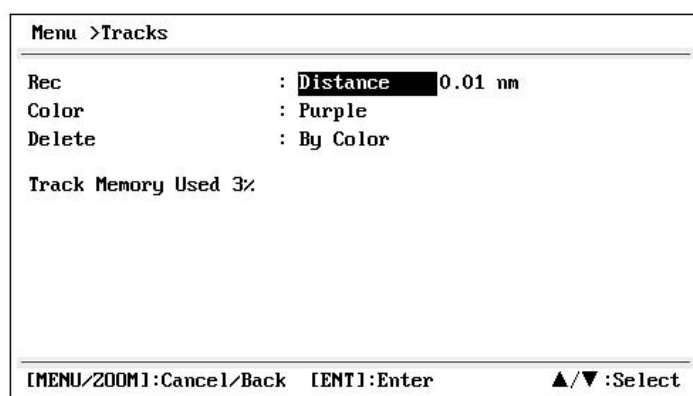 Menu >Tracks
Rec : Distance 0.01 nm
Color : Purple
Delete : By Color
Track Memory Used 3%
[MENU/ZOOM]:Cancel/Back [ENT]:Enter ▲/▼:Select